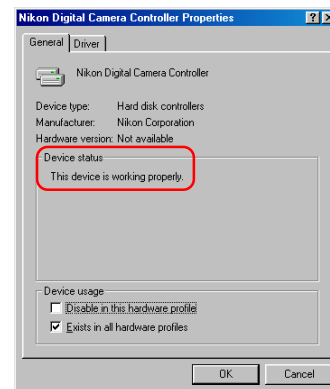 Nikon Digital Camera Controller Properties
General Driver
Nikon Digital Camera Controller
Device type: Hard disk controllers
Manufacturer: Nikon Corporation
Hardware version: Not available
Device status
This device is working properly.
Device usage
Disable in this hardware profile
Exists in all hardware profiles
OK Cancel